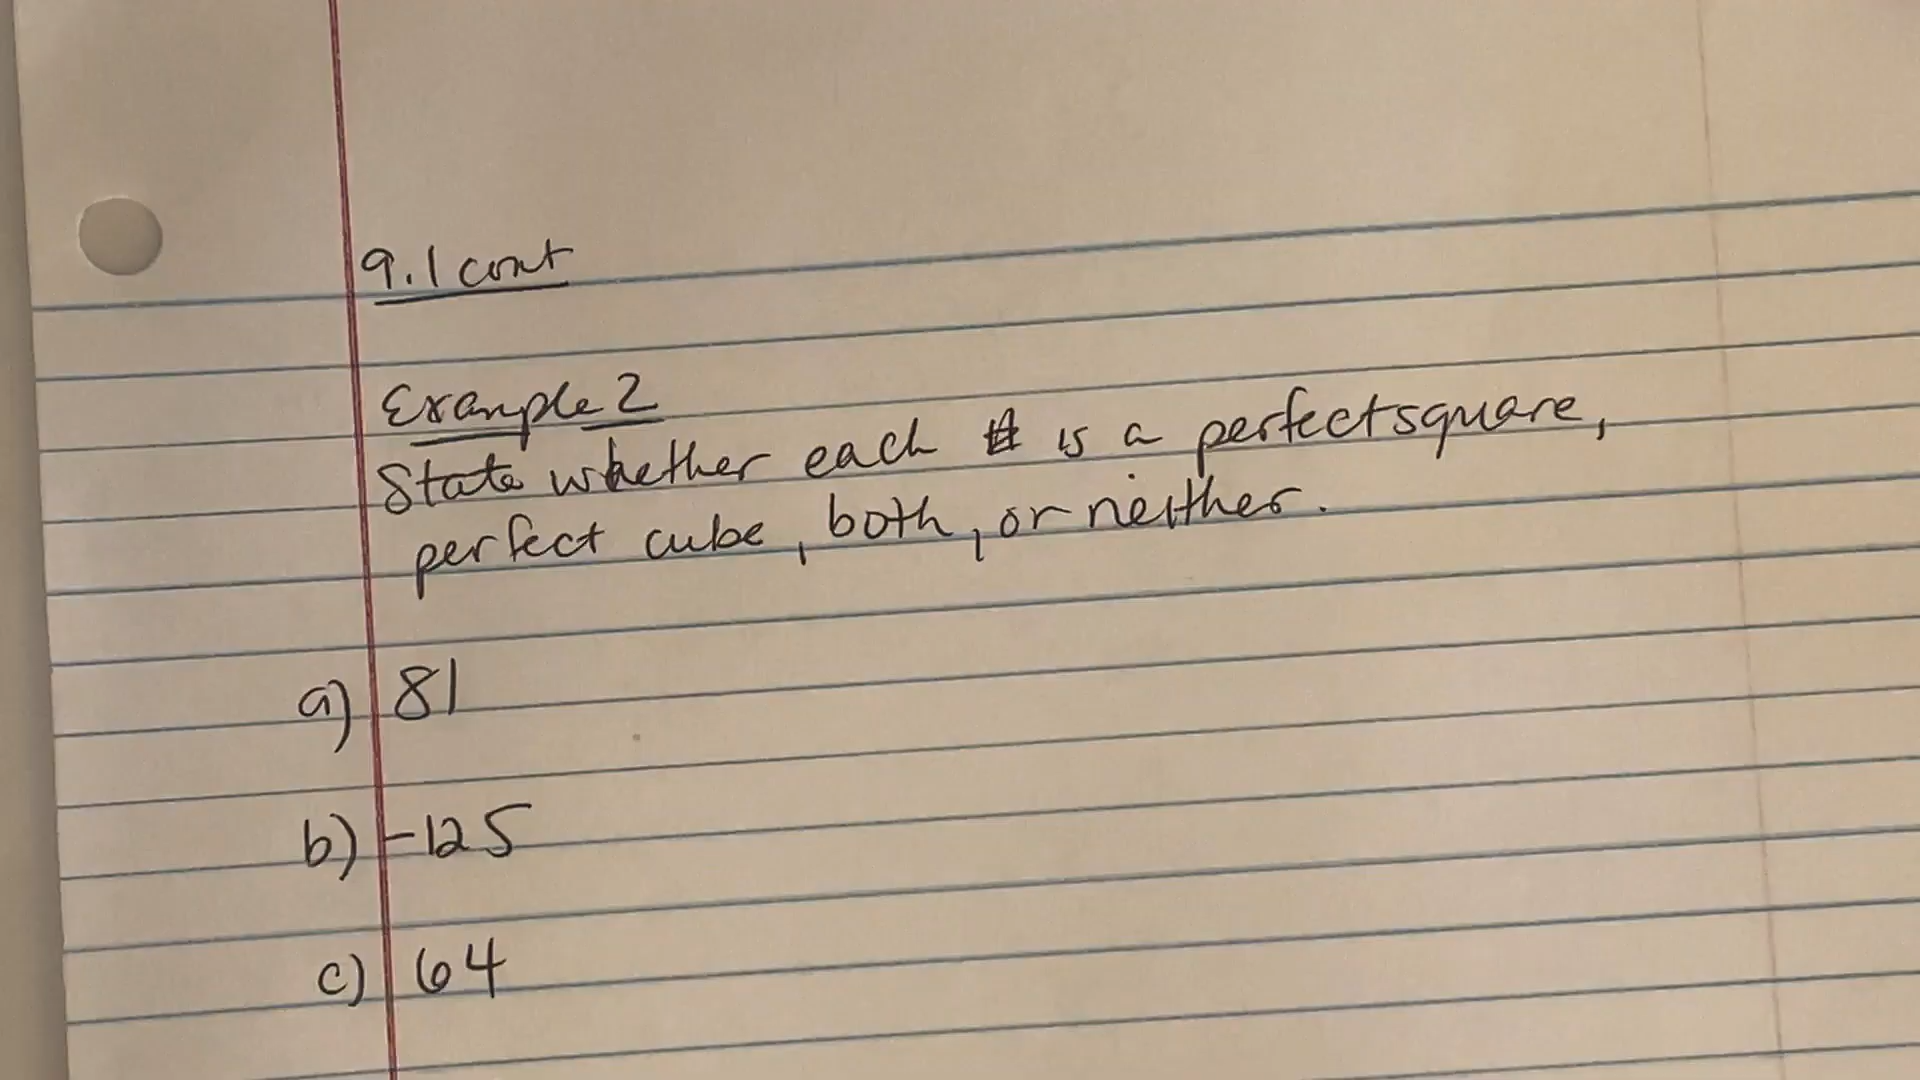 9.1 cont
Example 2
State whether each # is a perfect square,
perfect cube, both, or neither.
a) 81
b) -125
c) 64